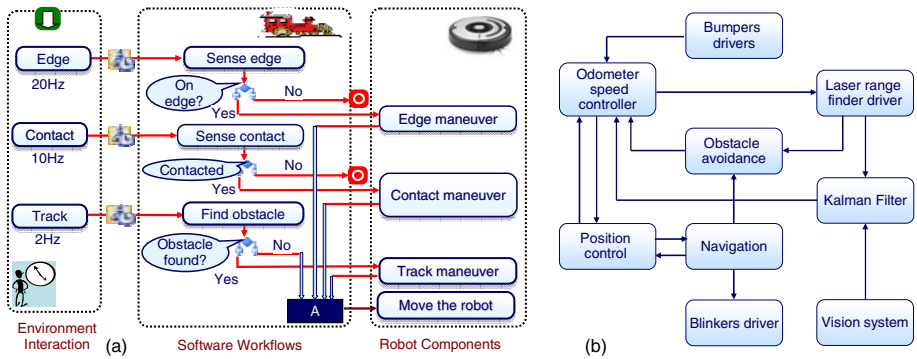 Edge
20Hz
Contact
10Hz
Track
2Hz
Environment
Interaction
(a)
Sense edge
On
edge?
No
Yes
Sense contact
Contacted
No
Yes
Find obstacle
Obstacle
found?
No
Yes
A
Software Workflows
Edge maneuver
Contact maneuver
Track maneuver
Move the robot
Robot Components
Bumpers
drivers
Odometer
speed
controller
Laser range
finder driver
Obstacle
avoidance
Kalman Filter
Position
control
Navigation
Blinkers driver
Vision system
(b)